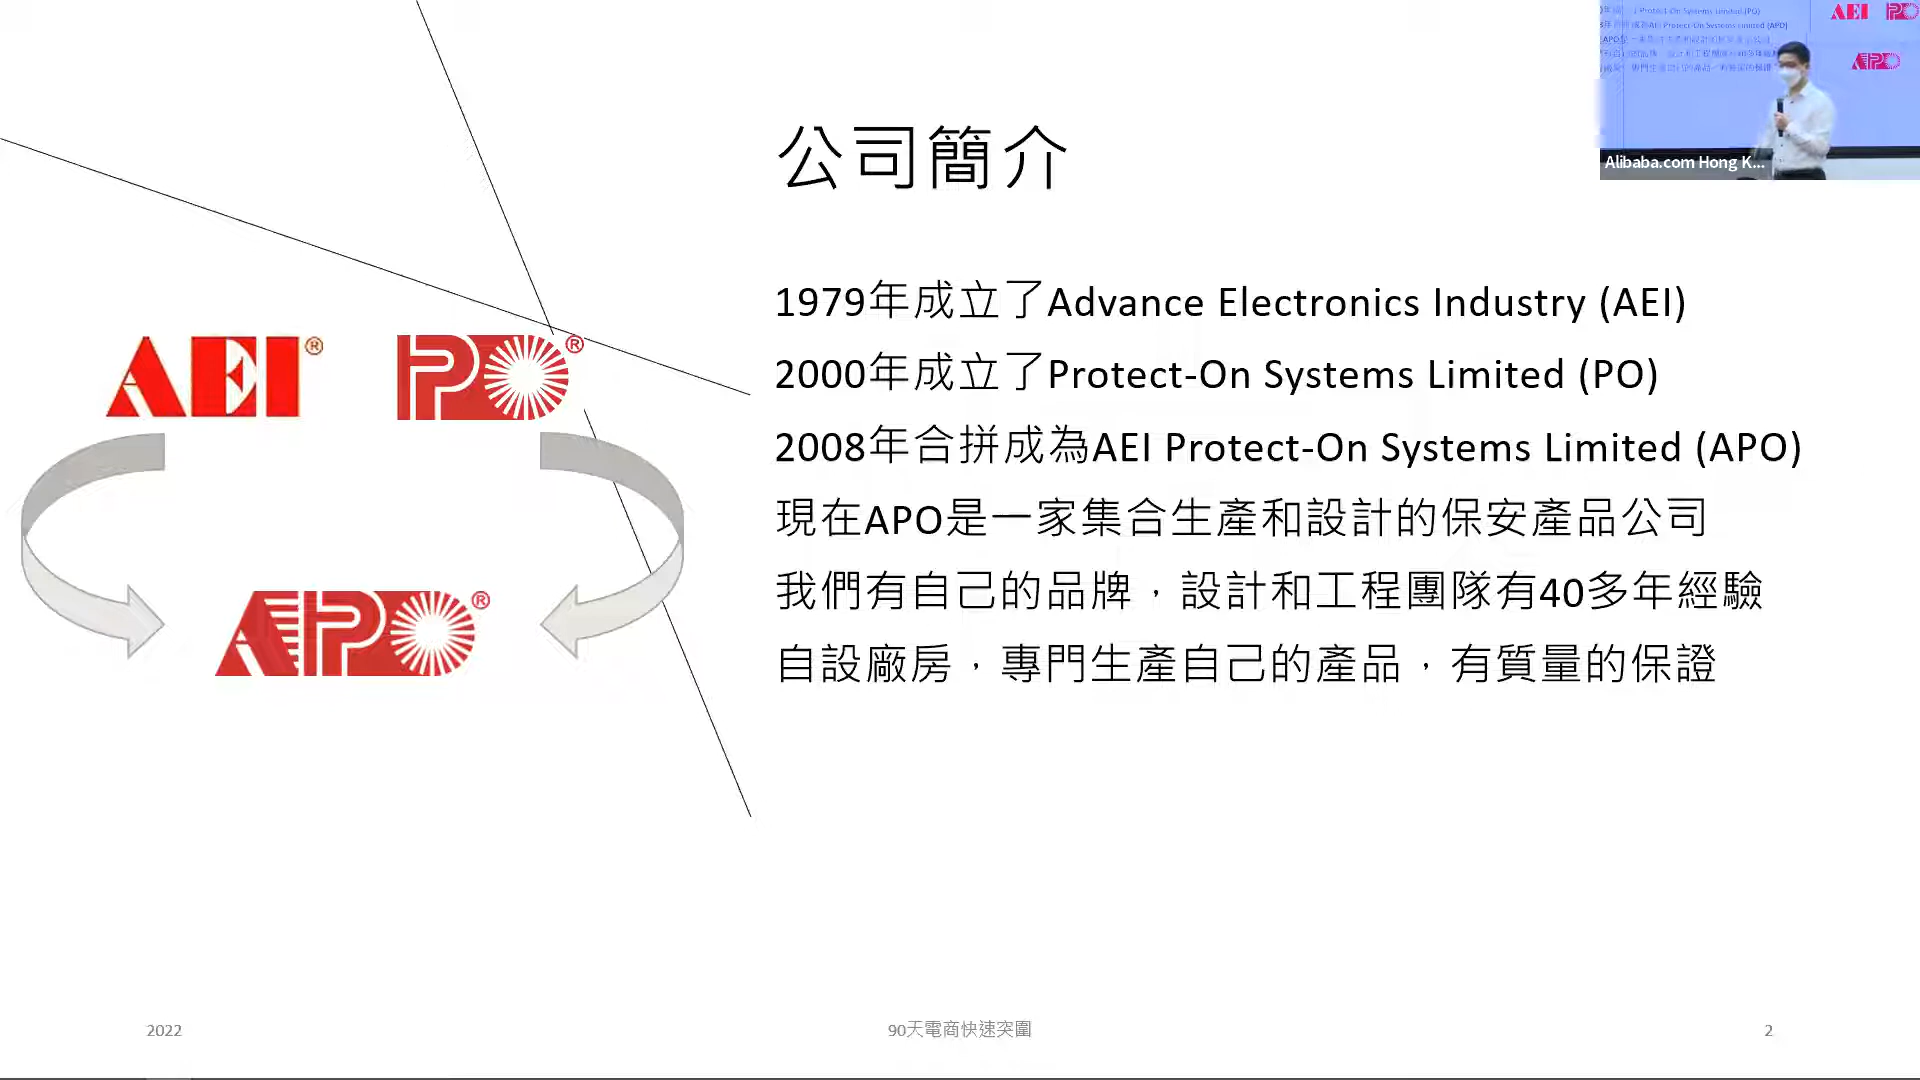 公司簡介
1979年成立了Advance Electronics Industry (AEI)
2000年成立了Protect-On Systems Limited (PO)
2008年合拼成為AEI Protect-On Systems Limited (APO)
現在APO是一家集合生產和設計的保安產品公司
我們有自己的品牌，設計和工程團隊有40多年經驗
自設廠房，專門生產自己的產品，有質量的保證
AEI®
PO®
APO®
Alibaba.com Hong K...
AEI PO
APO
2022
90天電商快速突圍
2